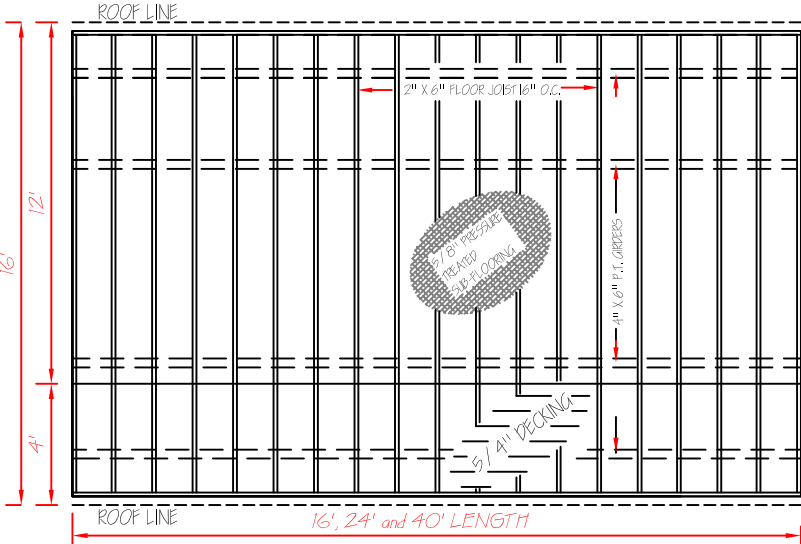 ROOF LINE
2" X 6" FLOOR JOIST 16" O.C.
12'
16'
5/8" PRESSURE
TREATED
SUB-FLOORING
4" X 6" P.T. GIRDERS
4'
5/4" DECKING
ROOF LINE
16', 24' and 40' LENGTH